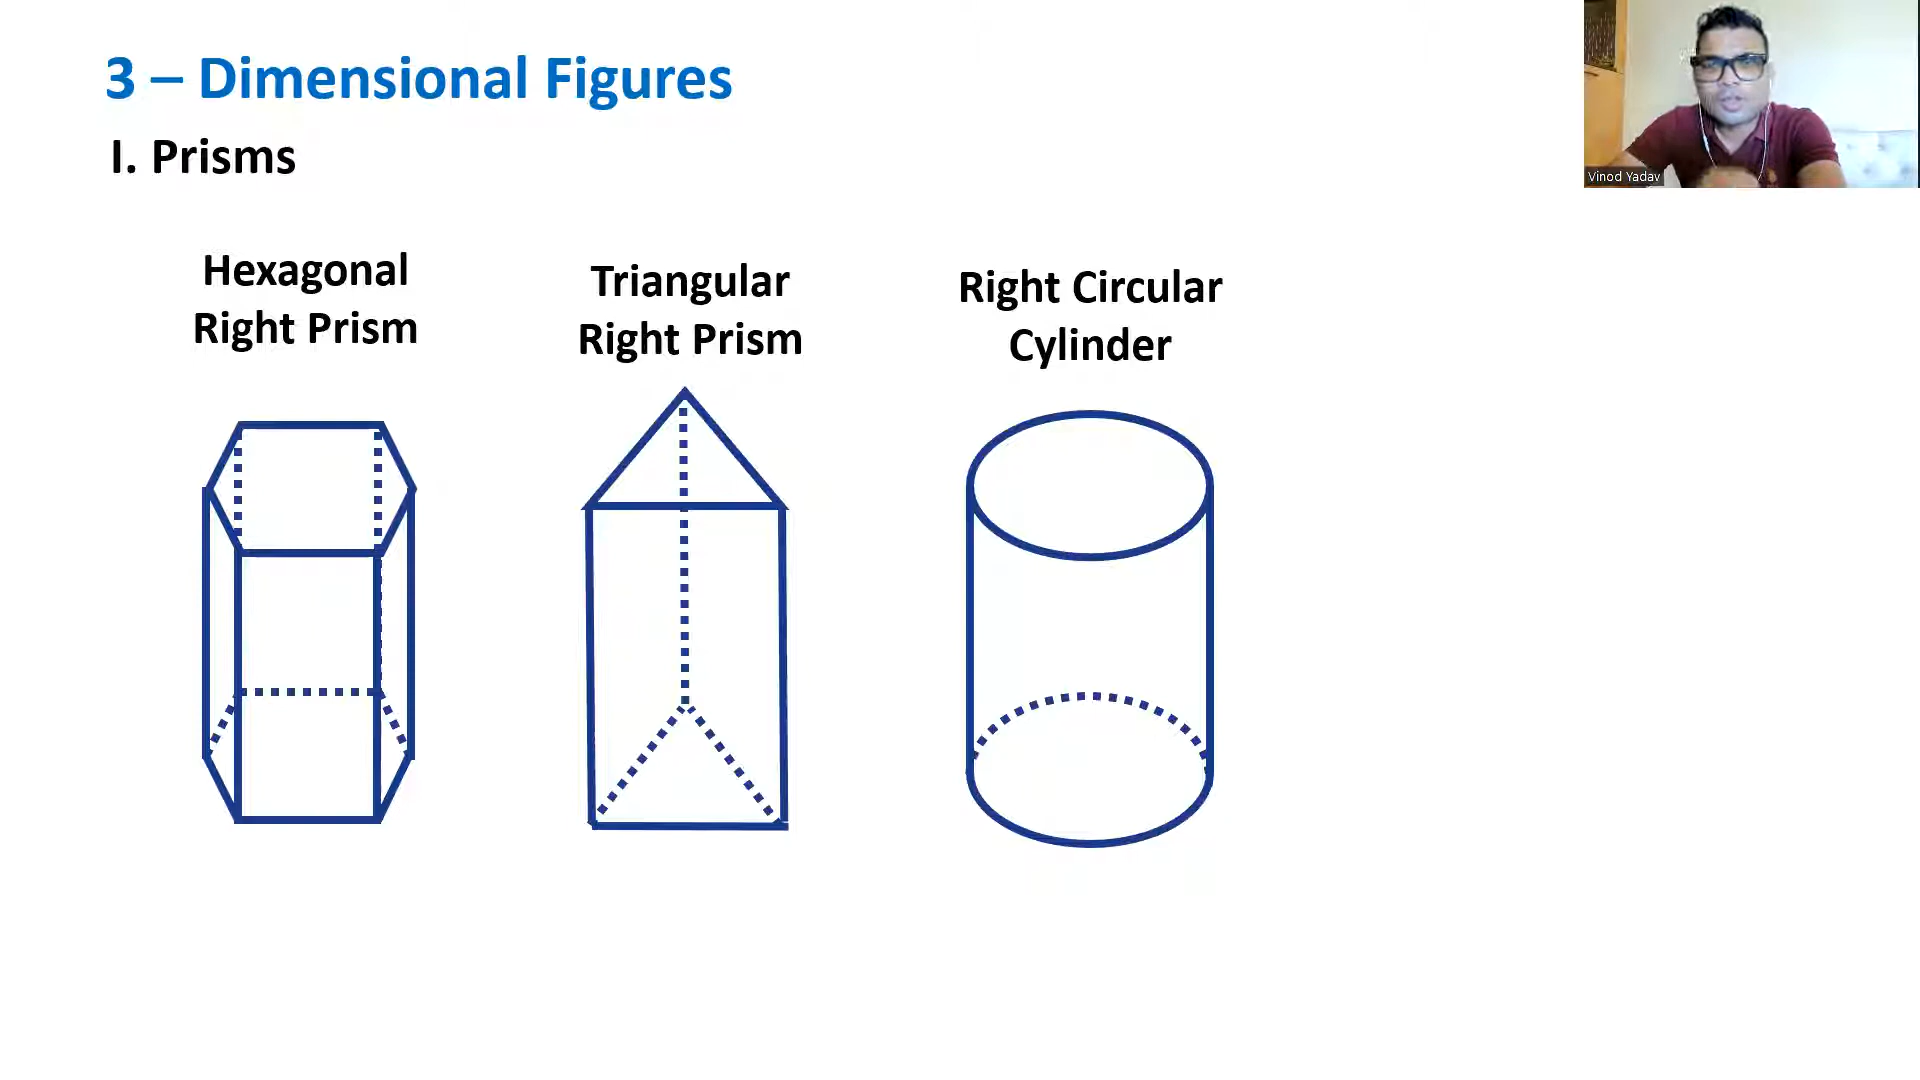 3 – Dimensional Figures
I. Prisms
Hexagonal
Right Prism
Triangular
Right Prism
Right Circular
Cylinder
Vinod Yadav